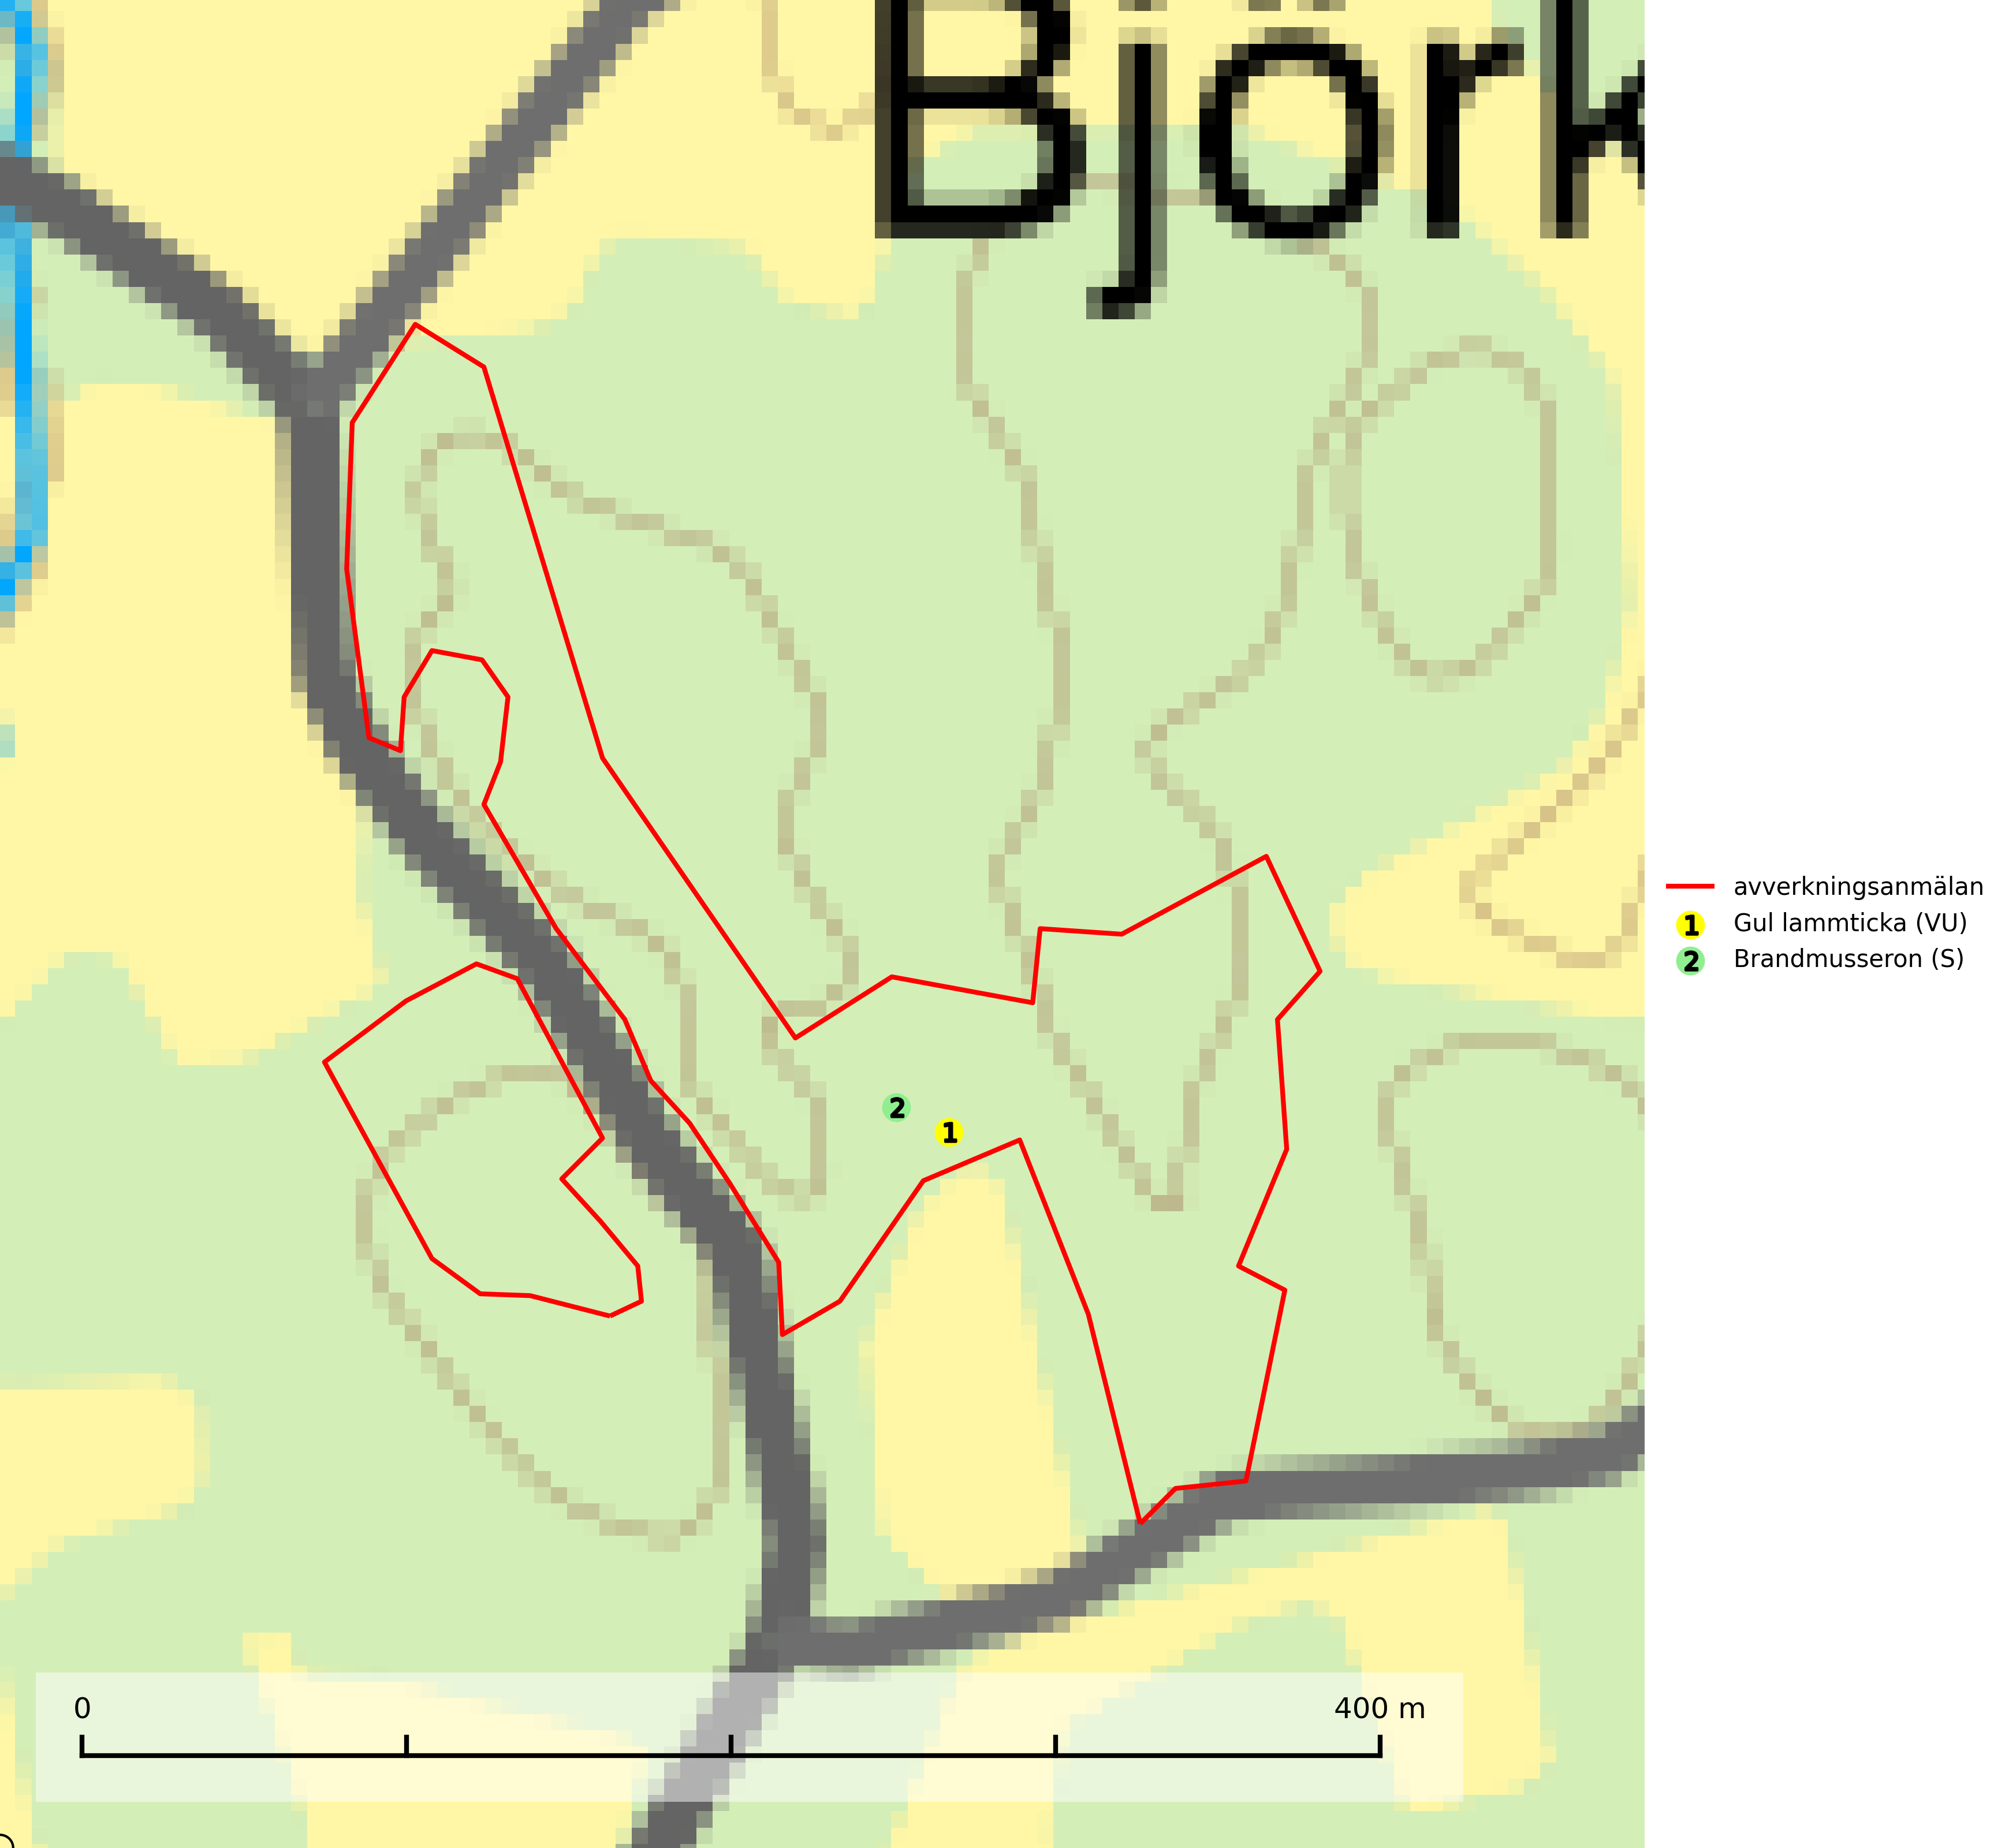 Björk
2
1
avverkningsanmälan
1 Gul lammticka (VU)
2 Brandmusseron (S)
0 400 m